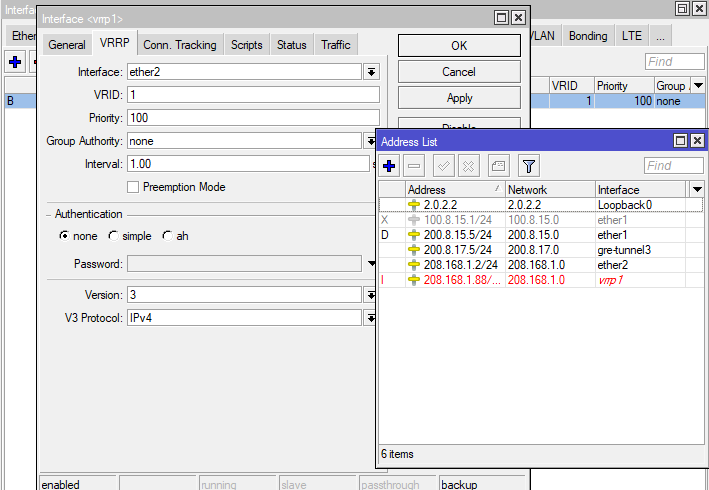 Interfac
Interface <vrrp1>
Ether
VLAN
Bonding
LTE
...
General
VRRP
Conn. Tracking
Scripts
Status
Traffic
OK
Cancel
Apply
Disable
Find
VRID
Priority
Group
B
1
100
none
Interface: ether2
VRID: 1
Priority: 100
Group Authority: none
Interval: 1.00 s
Preemption Mode
Authentication
none simple ah
Password:
Version: 3
V3 Protocol: IPv4
enabled
running
slave
passthrough
backup
Address List
Find
Address Network Interface
2.0.2.2 2.0.2.2 Loopback0
X 100.8.15.1/24 100.8.15.0 ether1
D 200.8.15.5/24 200.8.15.0 ether1
200.8.17.5/24 200.8.17.0 gre-tunnel3
208.168.1.2/24 208.168.1.0 ether2
I 208.168.1.88/... 208.168.1.0 vrrp1
6 items